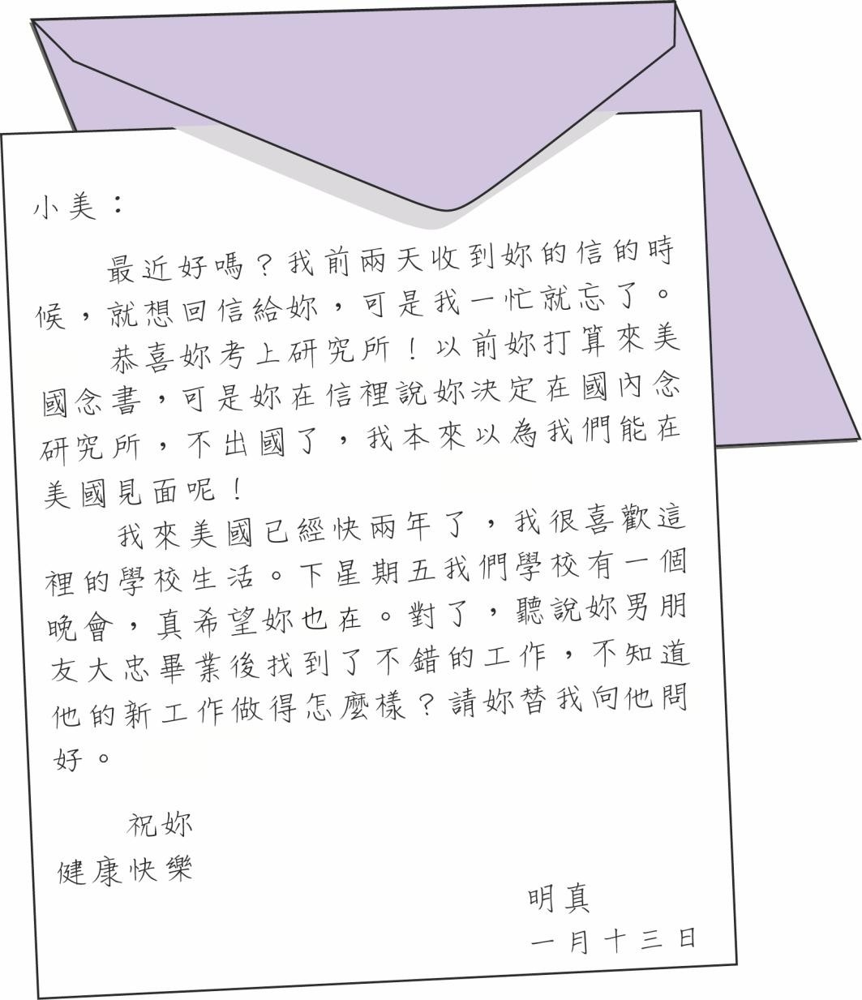 小美：
最近好嗎？我前兩天收到妳的信的時
候，就想回信給妳，可是我一忙就忘了。
恭喜妳考上研究所！以前妳打算來美
國念書，可是妳在信裡說妳決定在國內念
研究所，不出國了，我本來以為我們能在
美國見面呢！
我來美國已經快兩年了，我很喜歡這
裡的學校生活。下星期五我們學校有一個
晚會，真希望妳也在。對了，聽說妳男朋
友大忠畢業後找到了不錯的工作，不知道
他的新工作做得怎麼樣？請妳替我向他問
好。
祝妳
健康快樂
明真
一月十三日